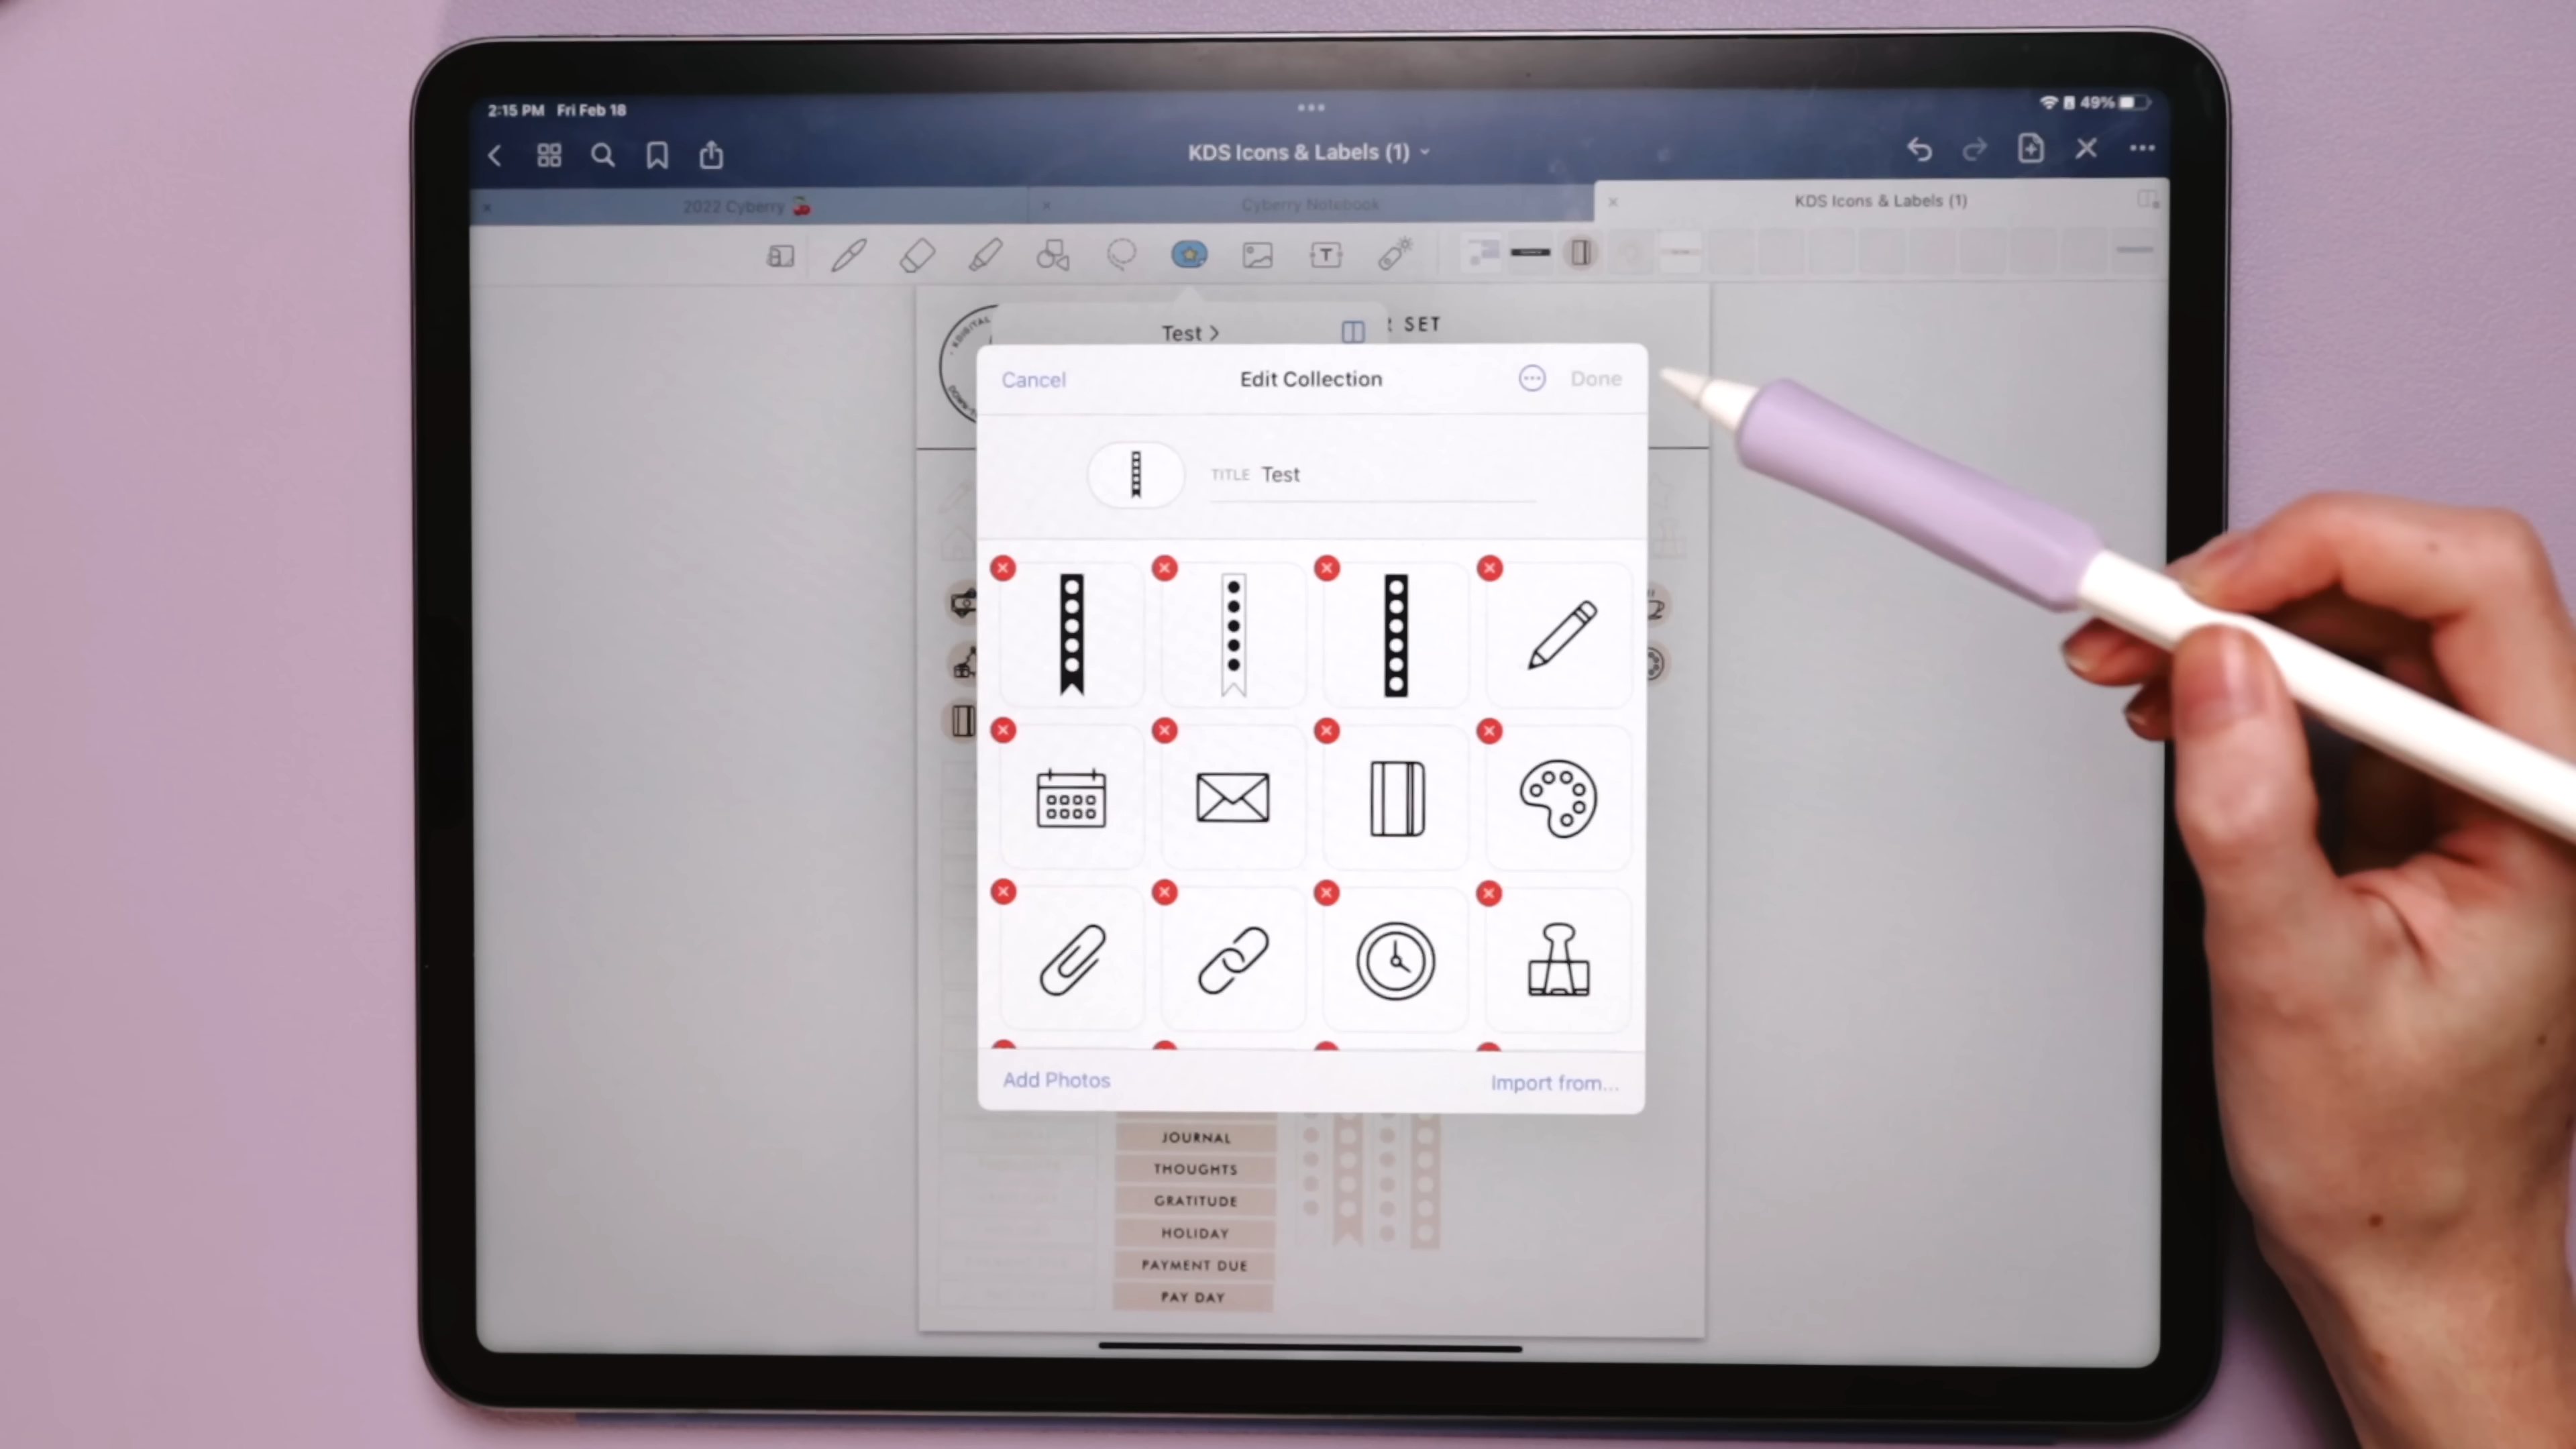 2:15 PM Fri Feb 18
49%
KDS Icons & Labels (1)
2022 Cyberry 🍒
Cyberry Notebook
KDS Icons & Labels (1)
T
KDIGITAL
SET
Test >
Cancel
Edit Collection
Done
TITLE Test
Add Photos
Import from...
JOURNAL
THOUGHTS
GRATITUDE
HOLIDAY
PAYMENT DUE
PAY DAY